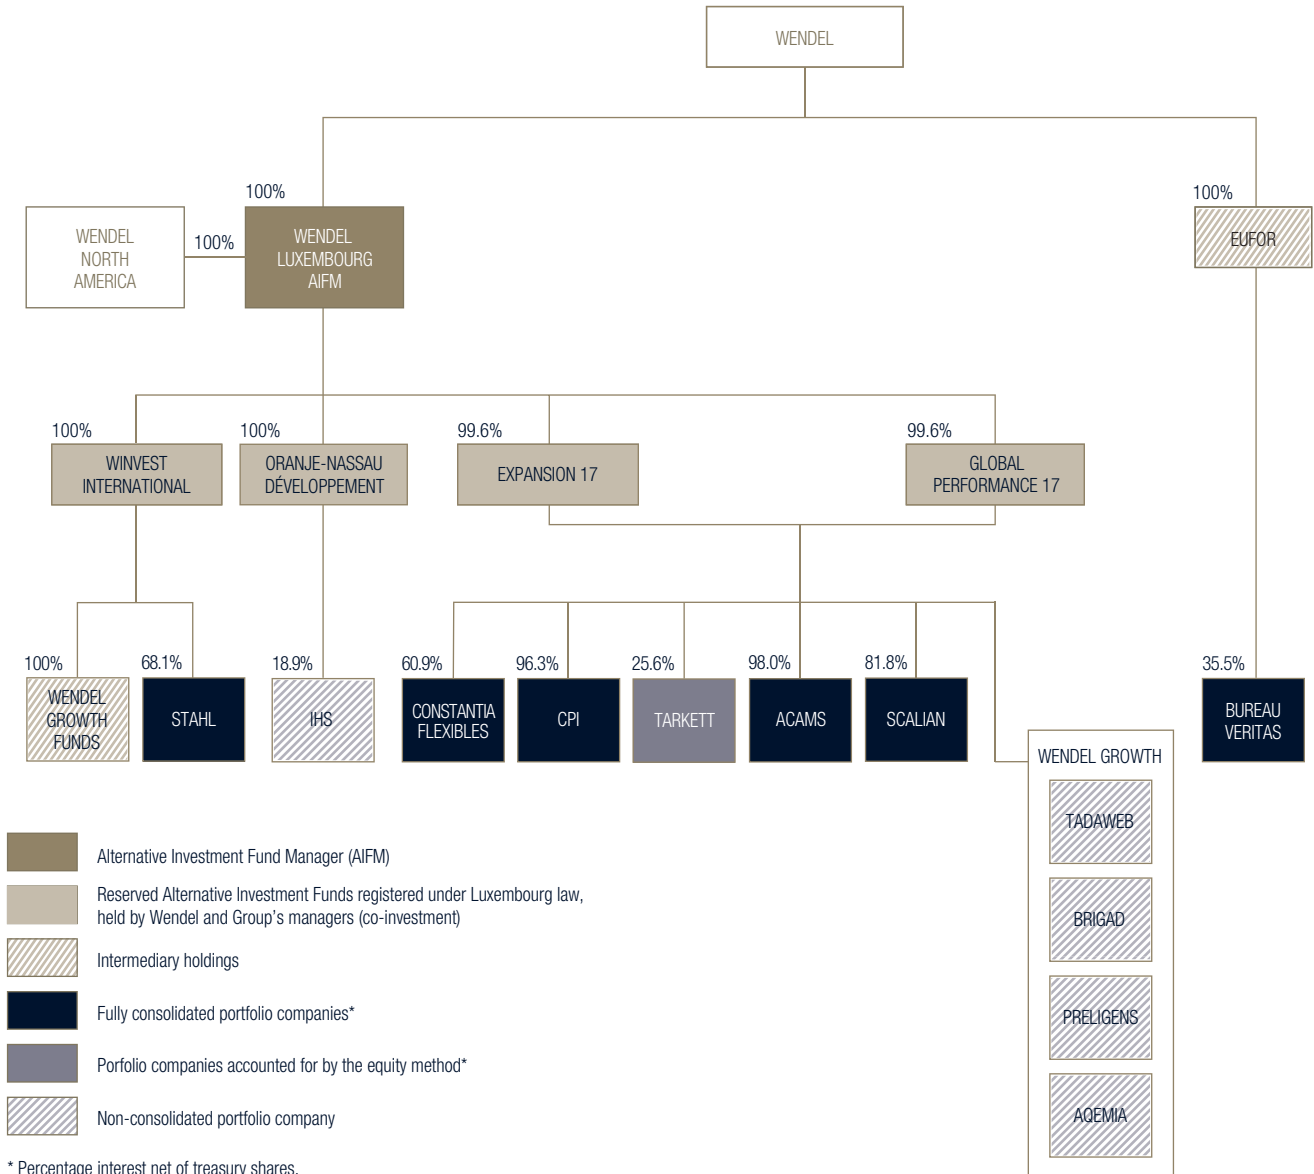 WENDEL
100%
100%
WENDEL
NORTH
AMERICA
100%
WENDEL
LUXEMBOURG
AIFM
EUFOR
100%
100%
99.6%
99.6%
WINVEST
INTERNATIONAL
ORANJE-NASSAU
DÉVELOPPEMENT
EXPANSION 17
GLOBAL
PERFORMANCE 17
100%
68.1%
18.9%
60.9%
96.3%
25.6%
98.0%
81.8%
35.5%
WENDEL
GROWTH
FUNDS
STAHL
IHS
CONSTANTIA
FLEXIBLES
CPI
TARKETT
ACAMS
SCALIAN
BUREAU
VERITAS
WENDEL GROWTH
TADAWEB
BRIGAD
PRELIGENS
AQEMIA
Alternative Investment Fund Manager (AIFM)
Reserved Alternative Investment Funds registered under Luxembourg law,
held by Wendel and Group's managers (co-investment)
Intermediary holdings
Fully consolidated portfolio companies*
Porfolio companies accounted for by the equity method*
Non-consolidated portfolio company
* Percentage interest net of treasury shares.